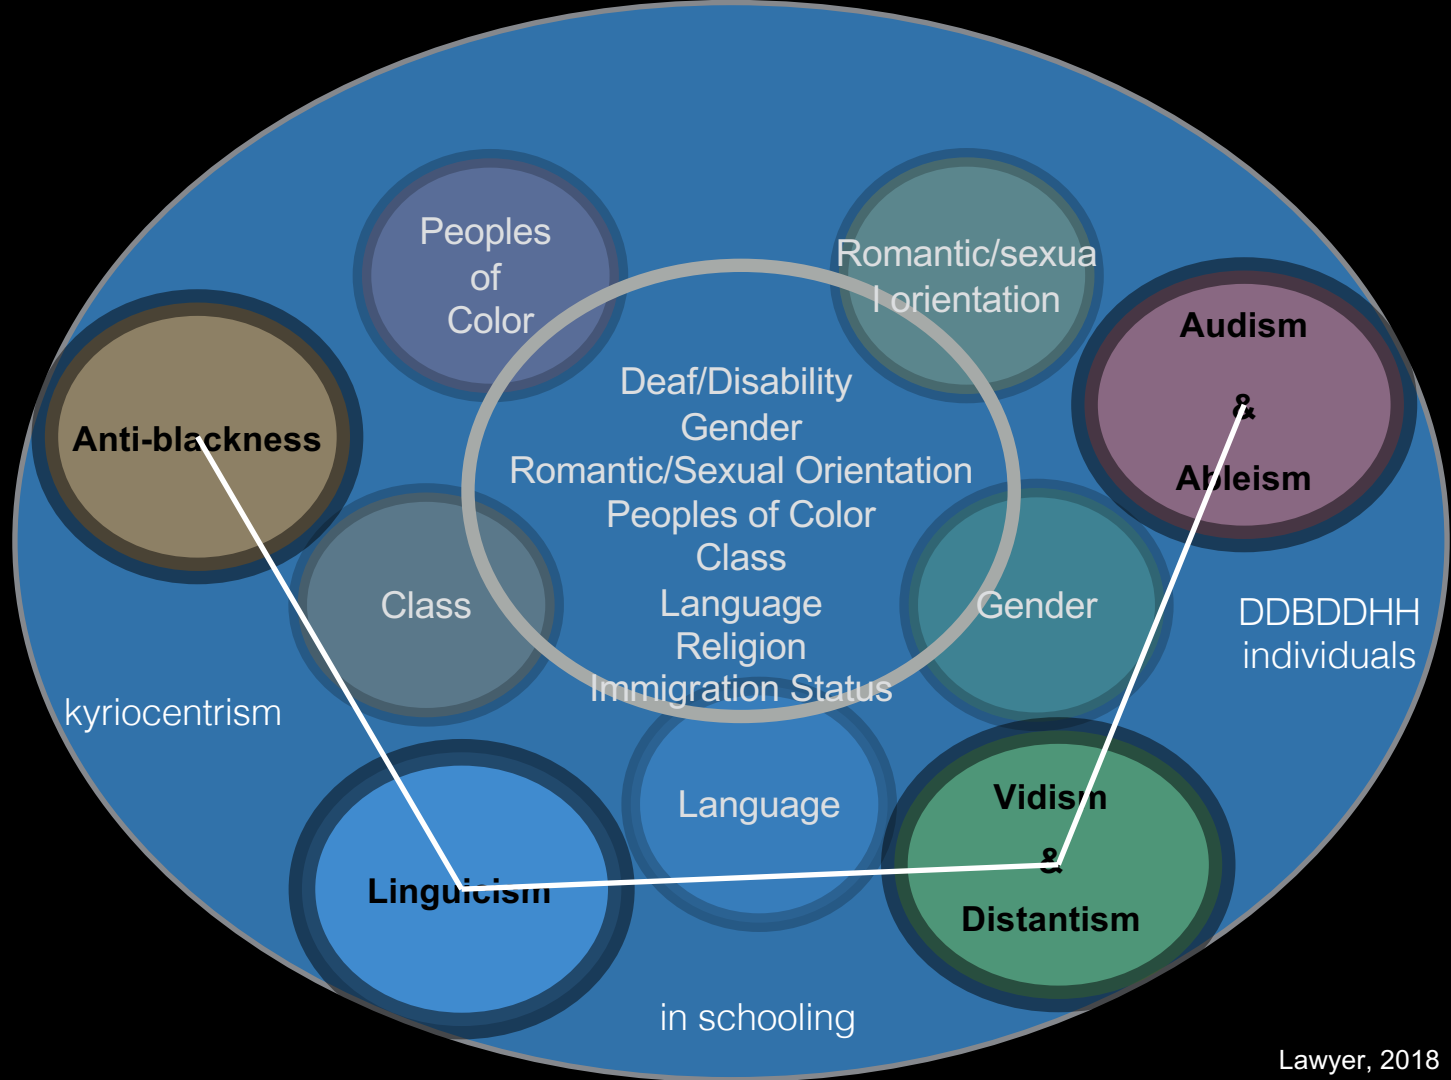 Peoples
of
Color
Romantic/sexua
l orientation
Audism
&
Ableism
Anti-blackness
Deaf/Disability
Gender
Romantic/Sexual Orientation
Peoples of Color
Class
Language
Religion
Immigration Status
Class
Gender
DDBDDHH
individuals
kyriocentrism
Linguicism
Language
Vidism
&
Distantism
in schooling
Lawyer, 2018